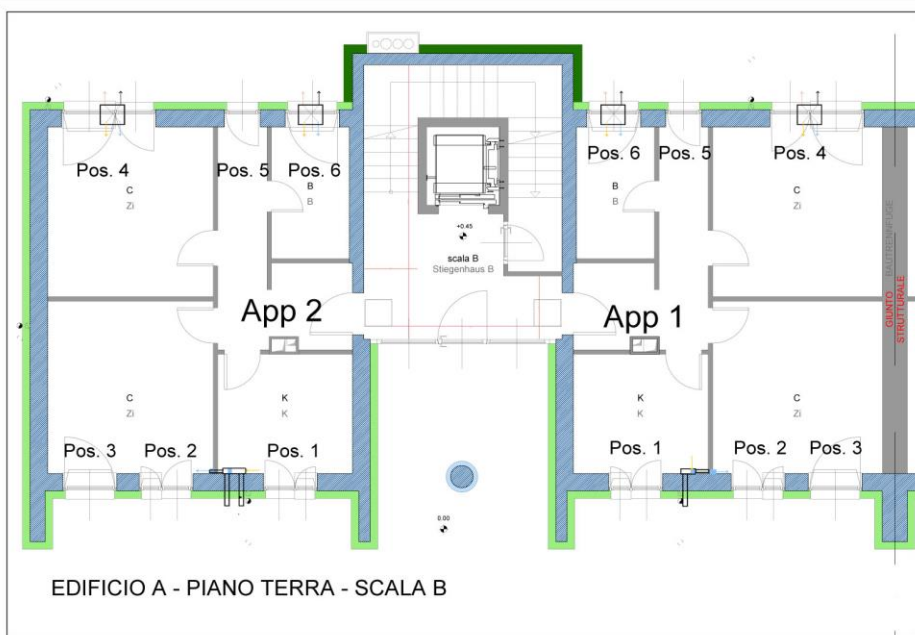 Pos. 4
Pos. 5
Pos. 6
Pos. 6
Pos. 5
Pos. 4
C
Zi
B
B
B
B
C
Zi
+0.45
scala B
Stiegenhaus B
BAUTRENNFUGE
GIUNTO
STRUTTURALE
App 2
App 1
C
Zi
K
K
K
K
C
Zi
Pos. 3
Pos. 2
Pos. 1
Pos. 1
Pos. 2
Pos. 3
0.00
EDIFICIO A - PIANO TERRA - SCALA B